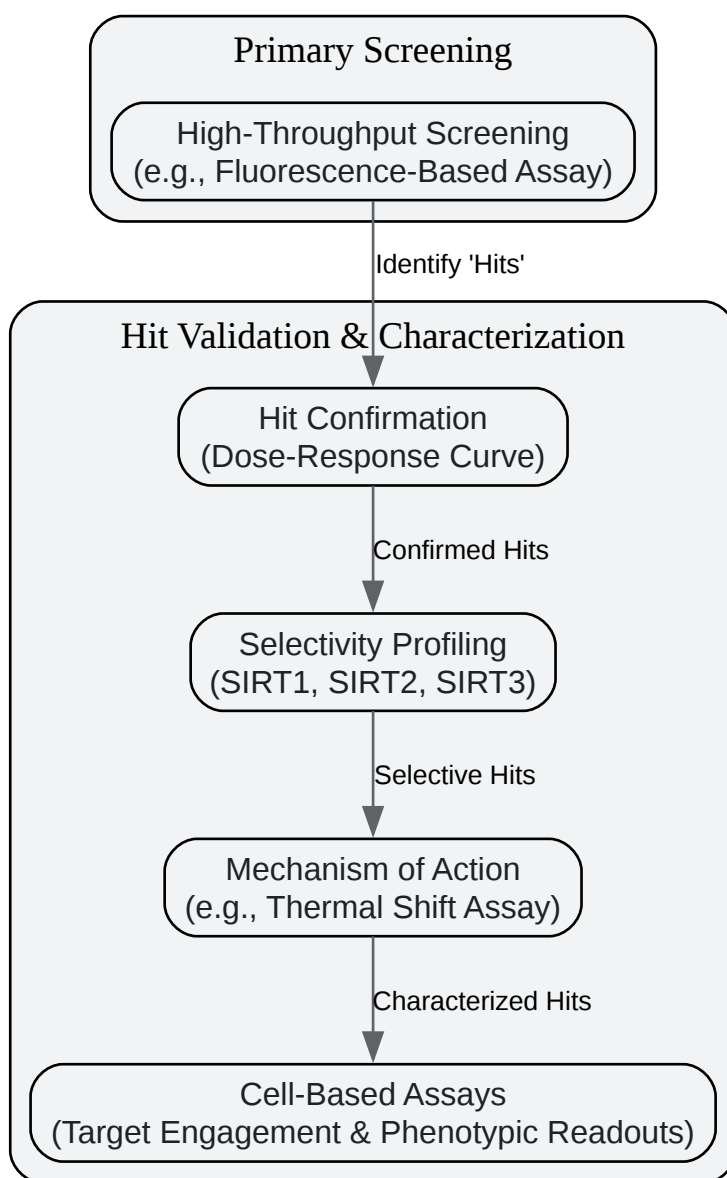 Primary Screening
High-Throughput Screening
(e.g., Fluorescence-Based Assay)
Identify 'Hits'
Hit Validation & Characterization
Hit Confirmation
(Dose-Response Curve)
Confirmed Hits
Selectivity Profiling
(SIRT1, SIRT2, SIRT3)
Selective Hits
Mechanism of Action
(e.g., Thermal Shift Assay)
Characterized Hits
Cell-Based Assays
(Target Engagement & Phenotypic Readouts)